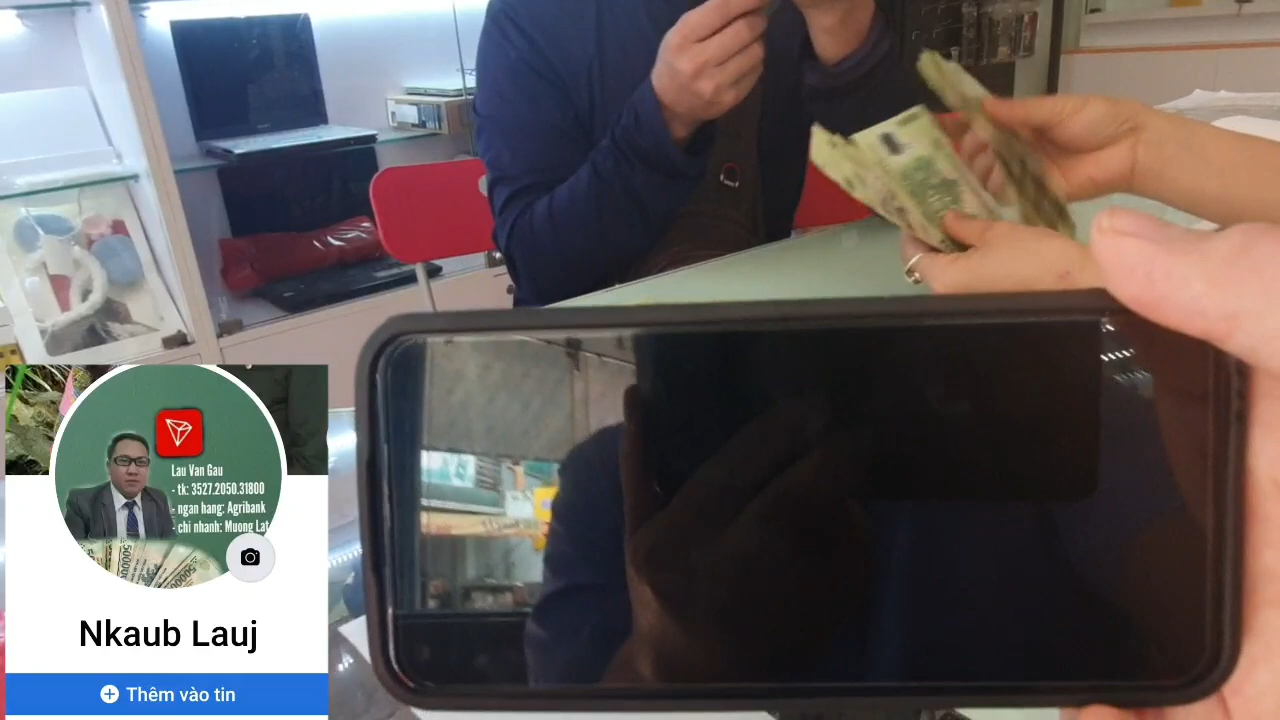 Lau Van Gau
- tk: 3527.2050.31800
- ngan hang: Agribank
- chi nhanh: Muong Lat
Nkaub Lauj
Thêm vào tin